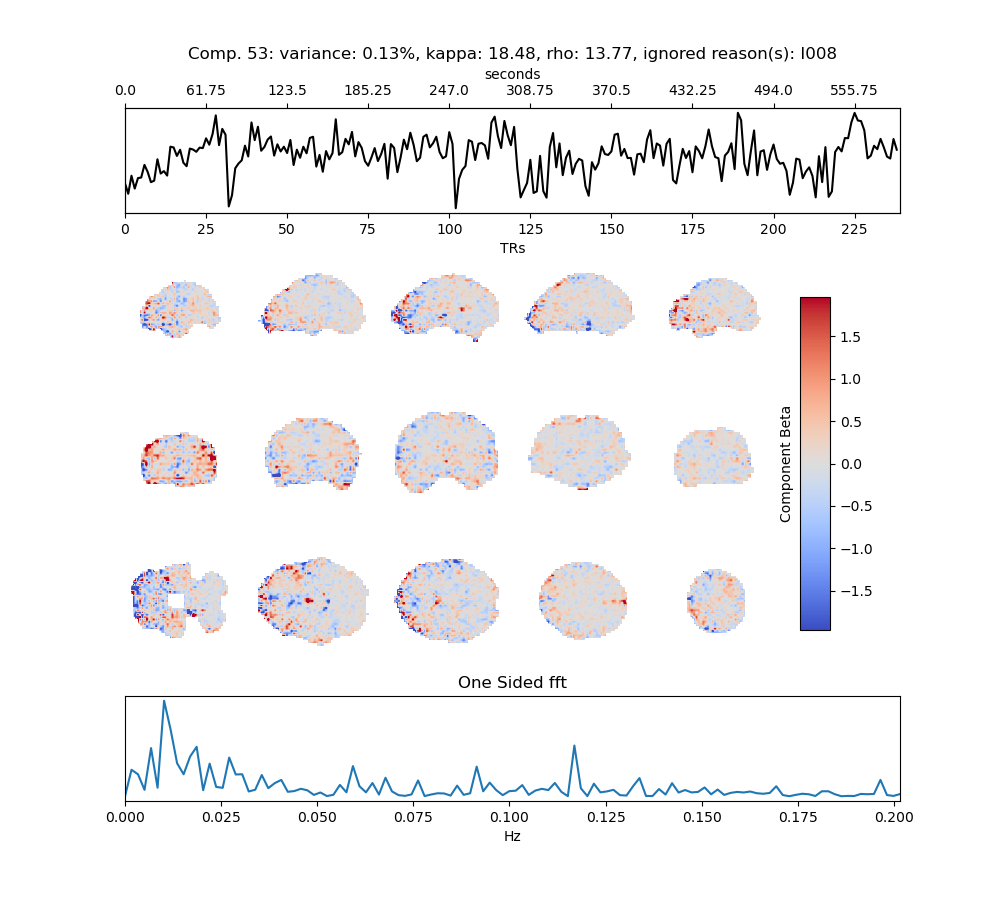 Comp. 53: variance: 0.13%, kappa: 18.48, rho: 13.77, ignored reason(s): I008
seconds
0.0 61.75 123.5 185.25 247.0 308.75 370.5 432.25 494.0 555.75
0 25 50 75 100 125 150 175 200 225
TRs
1.5
1.0
0.5
0.0
−0.5
−1.0
−1.5
Component Beta
One Sided fft
0.000 0.025 0.050 0.075 0.100 0.125 0.150 0.175 0.200
Hz